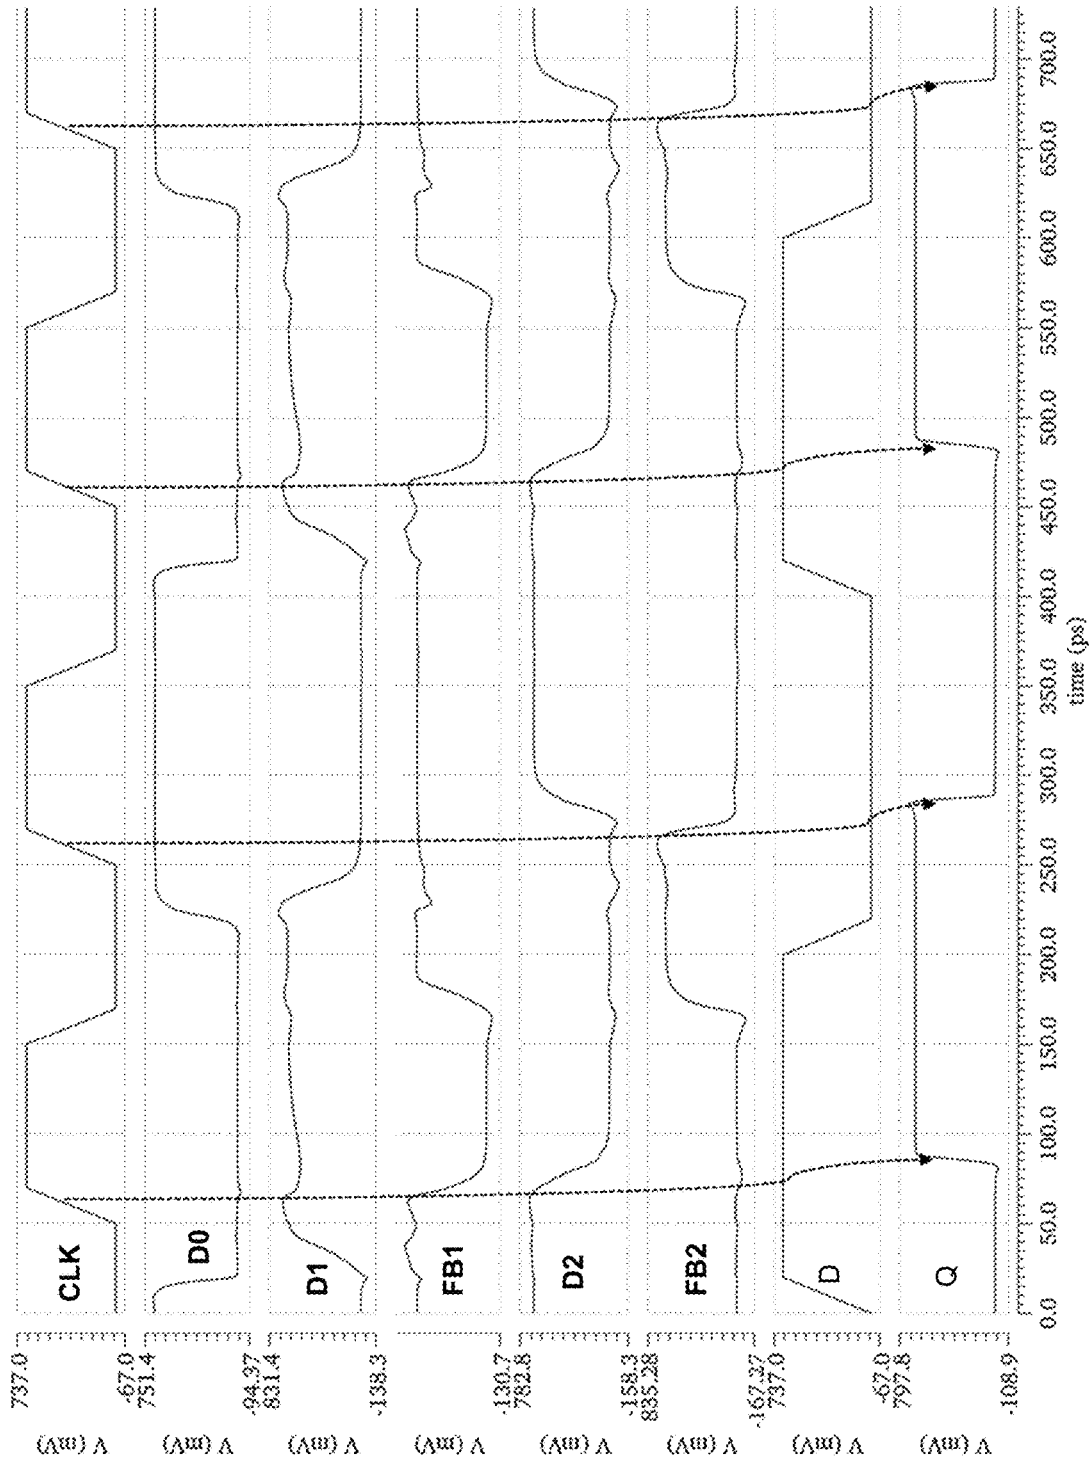 CLK
737.0
-67.0
V (mV)
D0
751.4
-94.97
V (mV)
D1
831.4
-138.3
V (mV)
FB1
-130.7
V (mV)
D2
782.8
-158.3
V (mV)
FB2
835.28
-167.27
V (mV)
D
737.0
-67.0
V (mV)
Q
797.8
-108.9
V (mV)
0.0 50.0 100.0 150.0 200.0 250.0 300.0 350.0 400.0 450.0 500.0 550.0 600.0 650.0 700.0
time (ps)